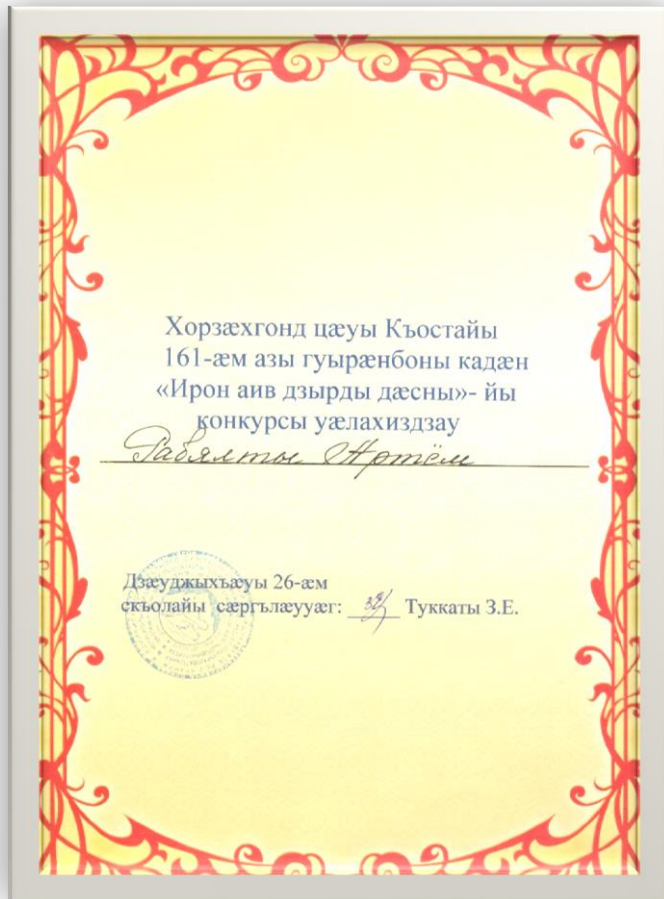 Хорзæхгонд цæуы Къостайы
161-æм азы гуырæнбоны кадæн
«Ирон аив дзырды дæсны»- йы
конкурсы уæлахиздзау
Артём
Дзæуджыхъæуы 26-æм
скъолайы сæргълæууæг: Туккаты З.Е.